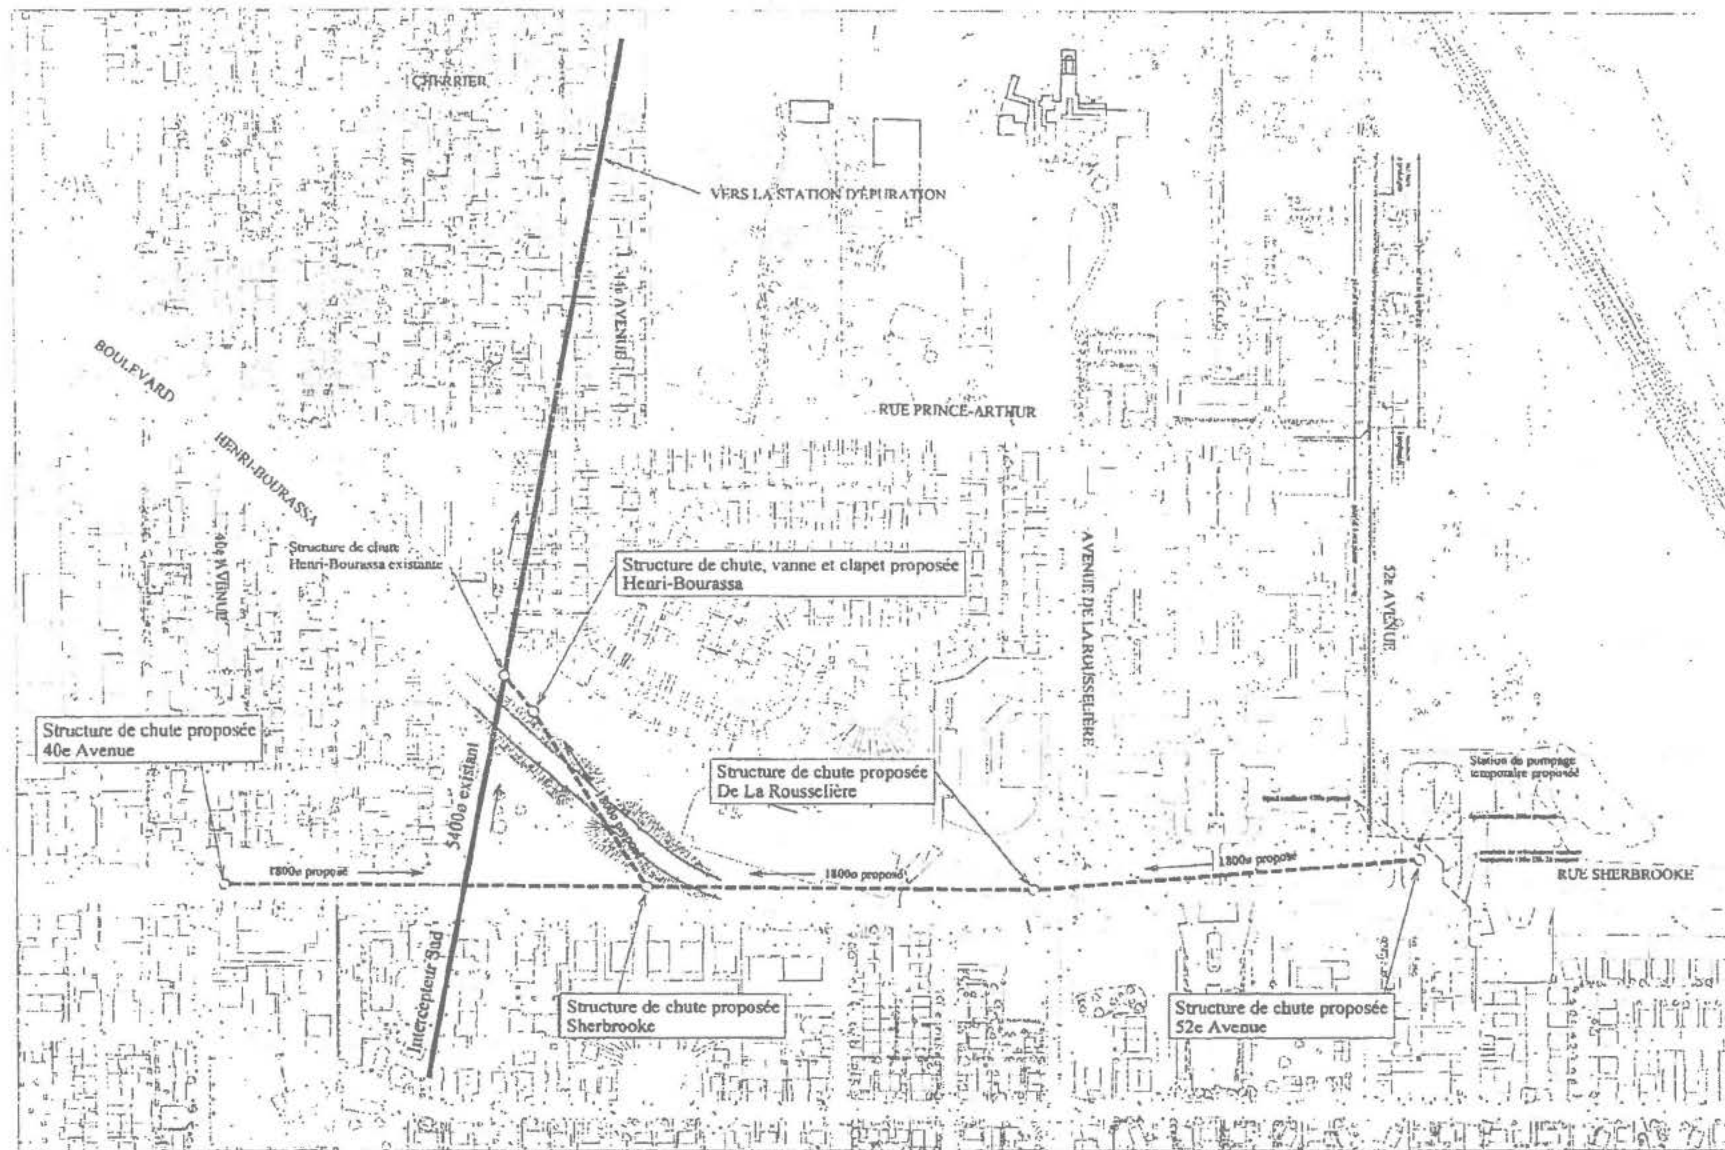 CHERRIER
VERS LA STATION D'ÉPURATION
44e AVENUE
BOULEVARD
HENRI-BOURASSA
RUE PRINCE-ARTHUR
40e AVENUE
Structure de chute
Henri-Bourassa existante
Structure de chute, vanne et clapet proposée
Henri-Bourassa
AVENUE DE LA ROUSSELIÈRE
52e AVENUE
Structure de chute proposée
40e Avenue
5400ø existant
1800ø proposé
Structure de chute proposée
De La Rousselière
Station de pompage
temporaire proposée
1800ø proposé
1800ø proposé
1800ø proposé
RUE SHERBROOKE
Intercepteur Sud
Structure de chute proposée
Sherbrooke
Structure de chute proposée
52e Avenue